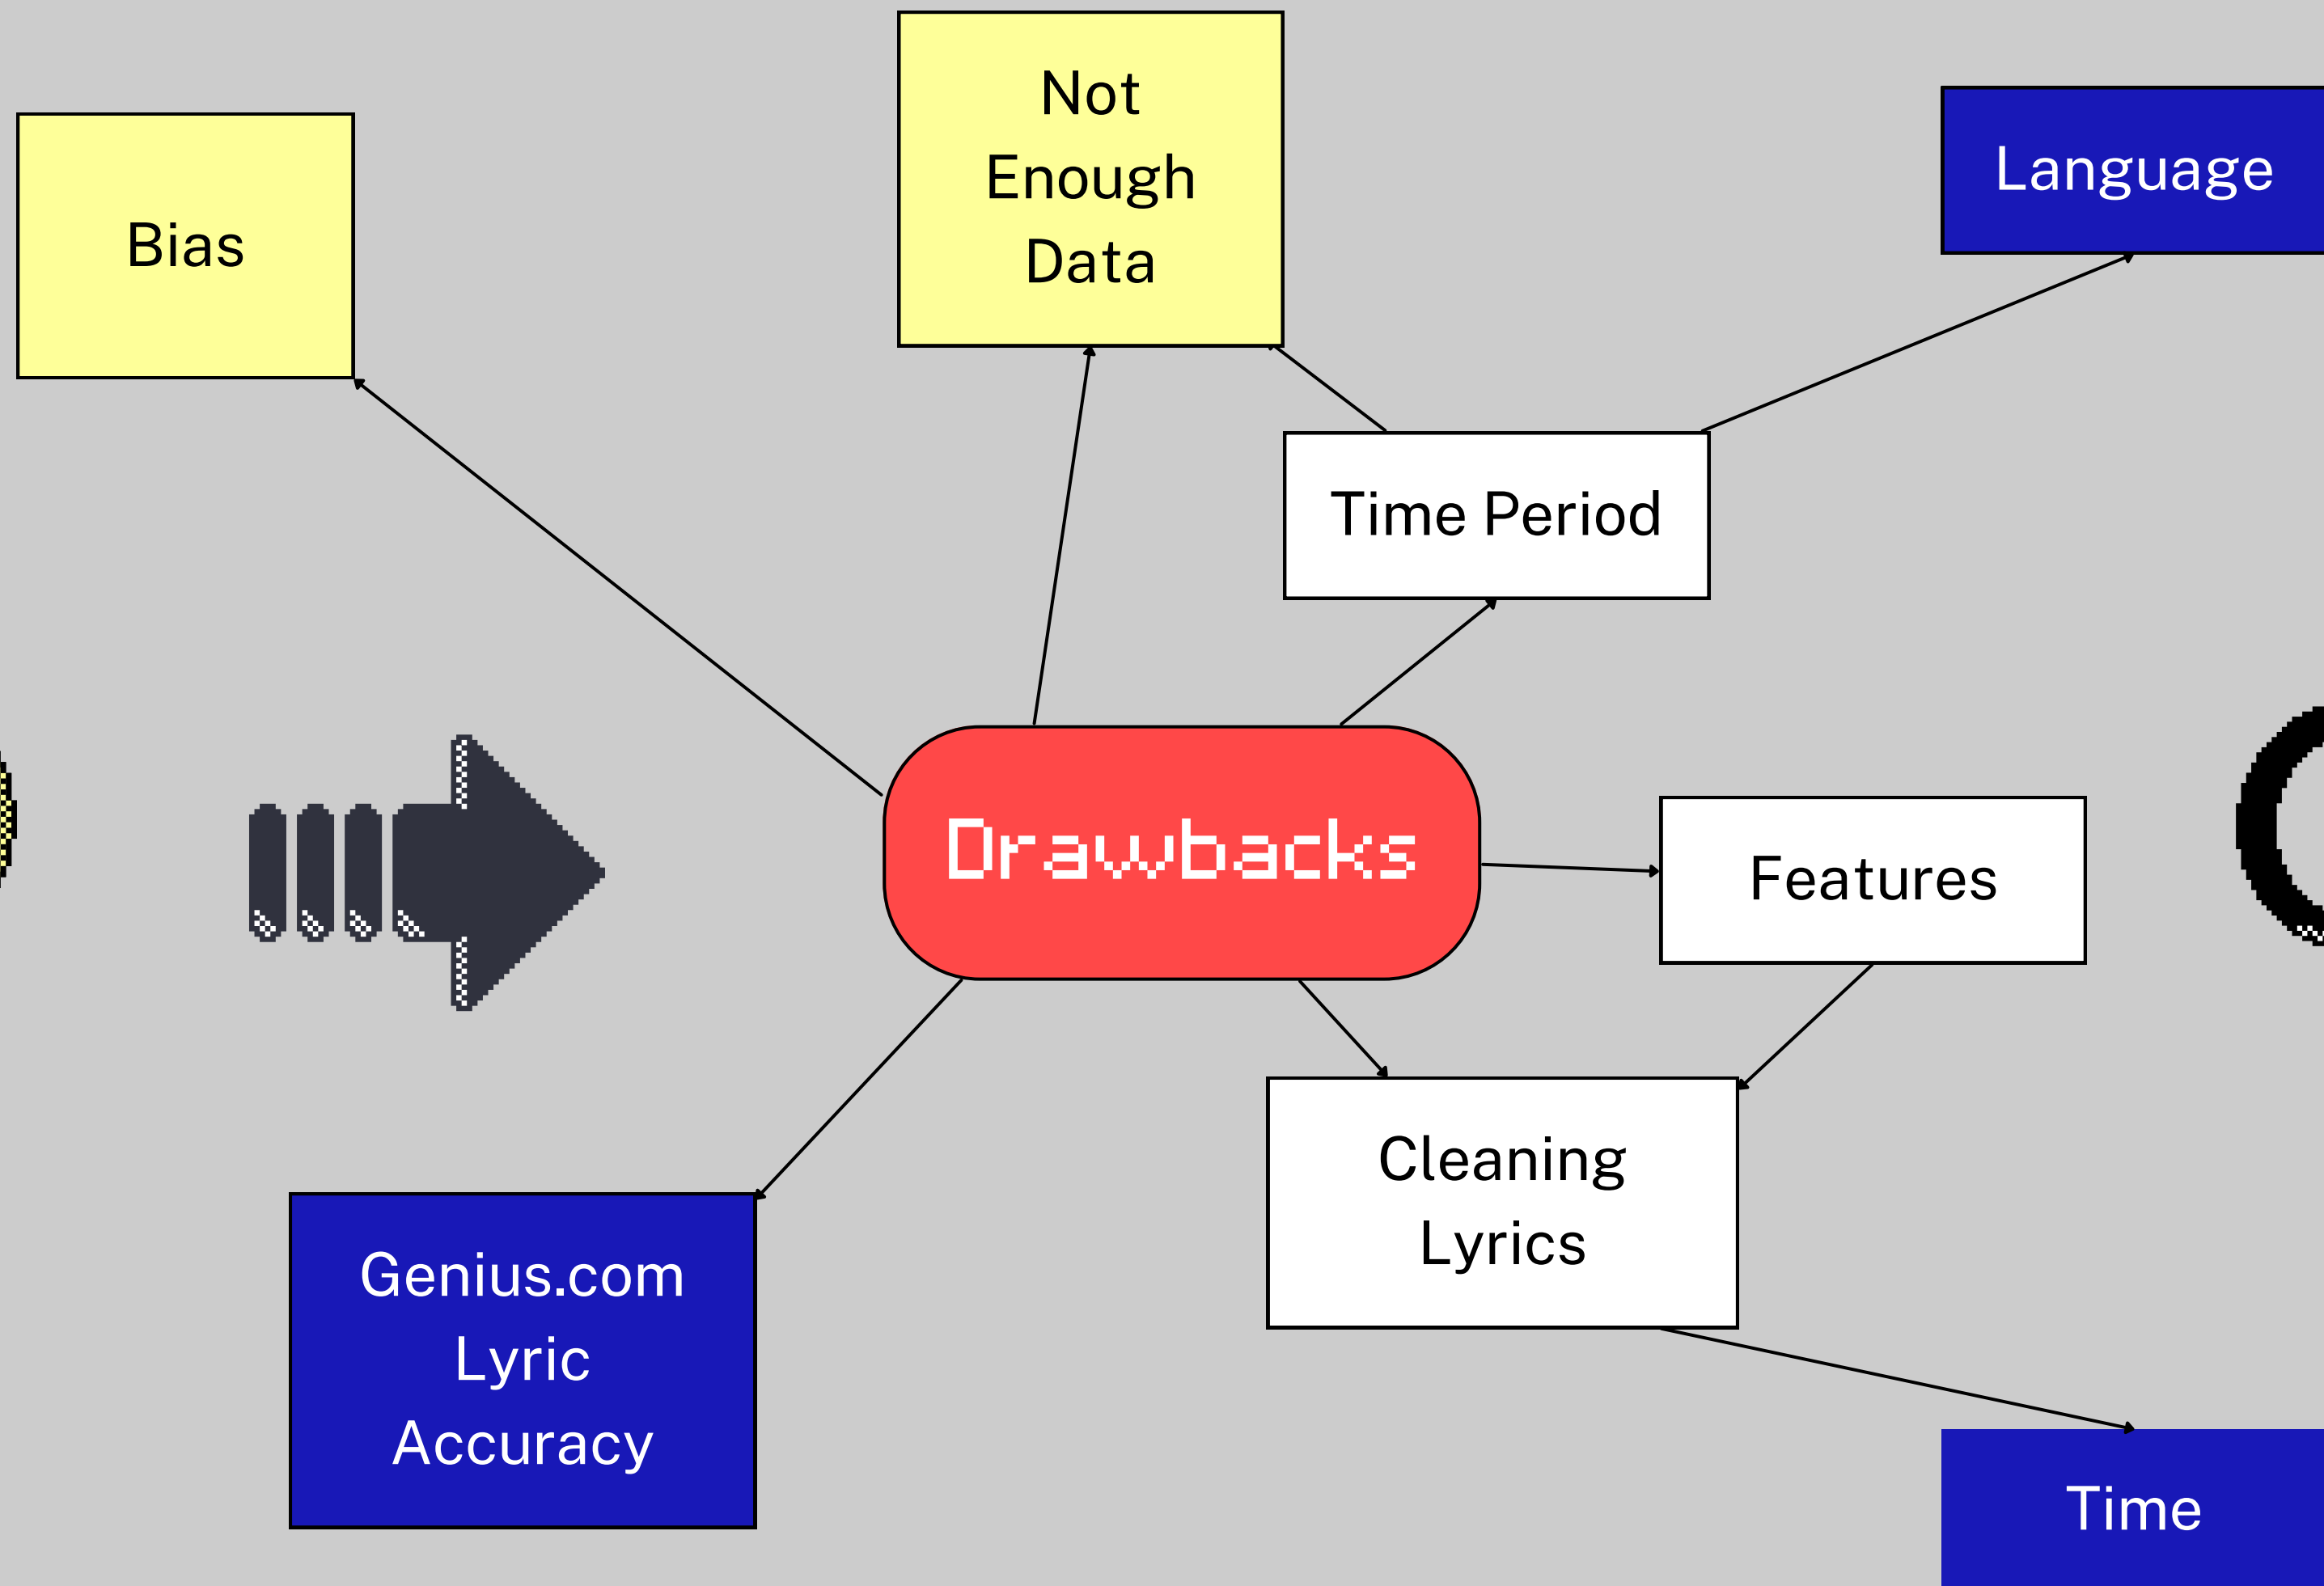 Not
Enough
Data
Language
Bias
Time Period
Drawbacks
Features
Cleaning
Lyrics
Genius.com
Lyric
Accuracy
Time